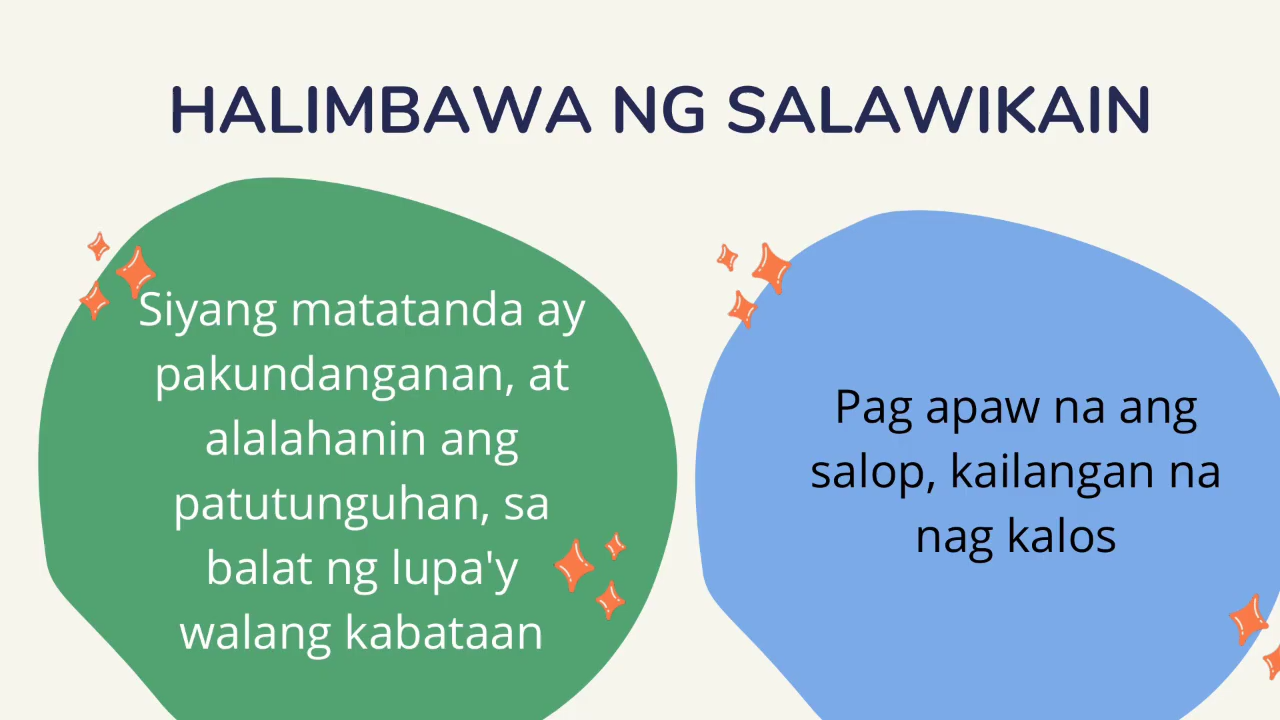 HALIMBAWA NG SALAWIKAIN
Siyang matatanda ay
pakundanganan, at
alalahanin ang
patutunguhan, sa
balat ng lupa'y
walang kabataan
Pag apaw na ang
salop, kailangan na
nag kalos